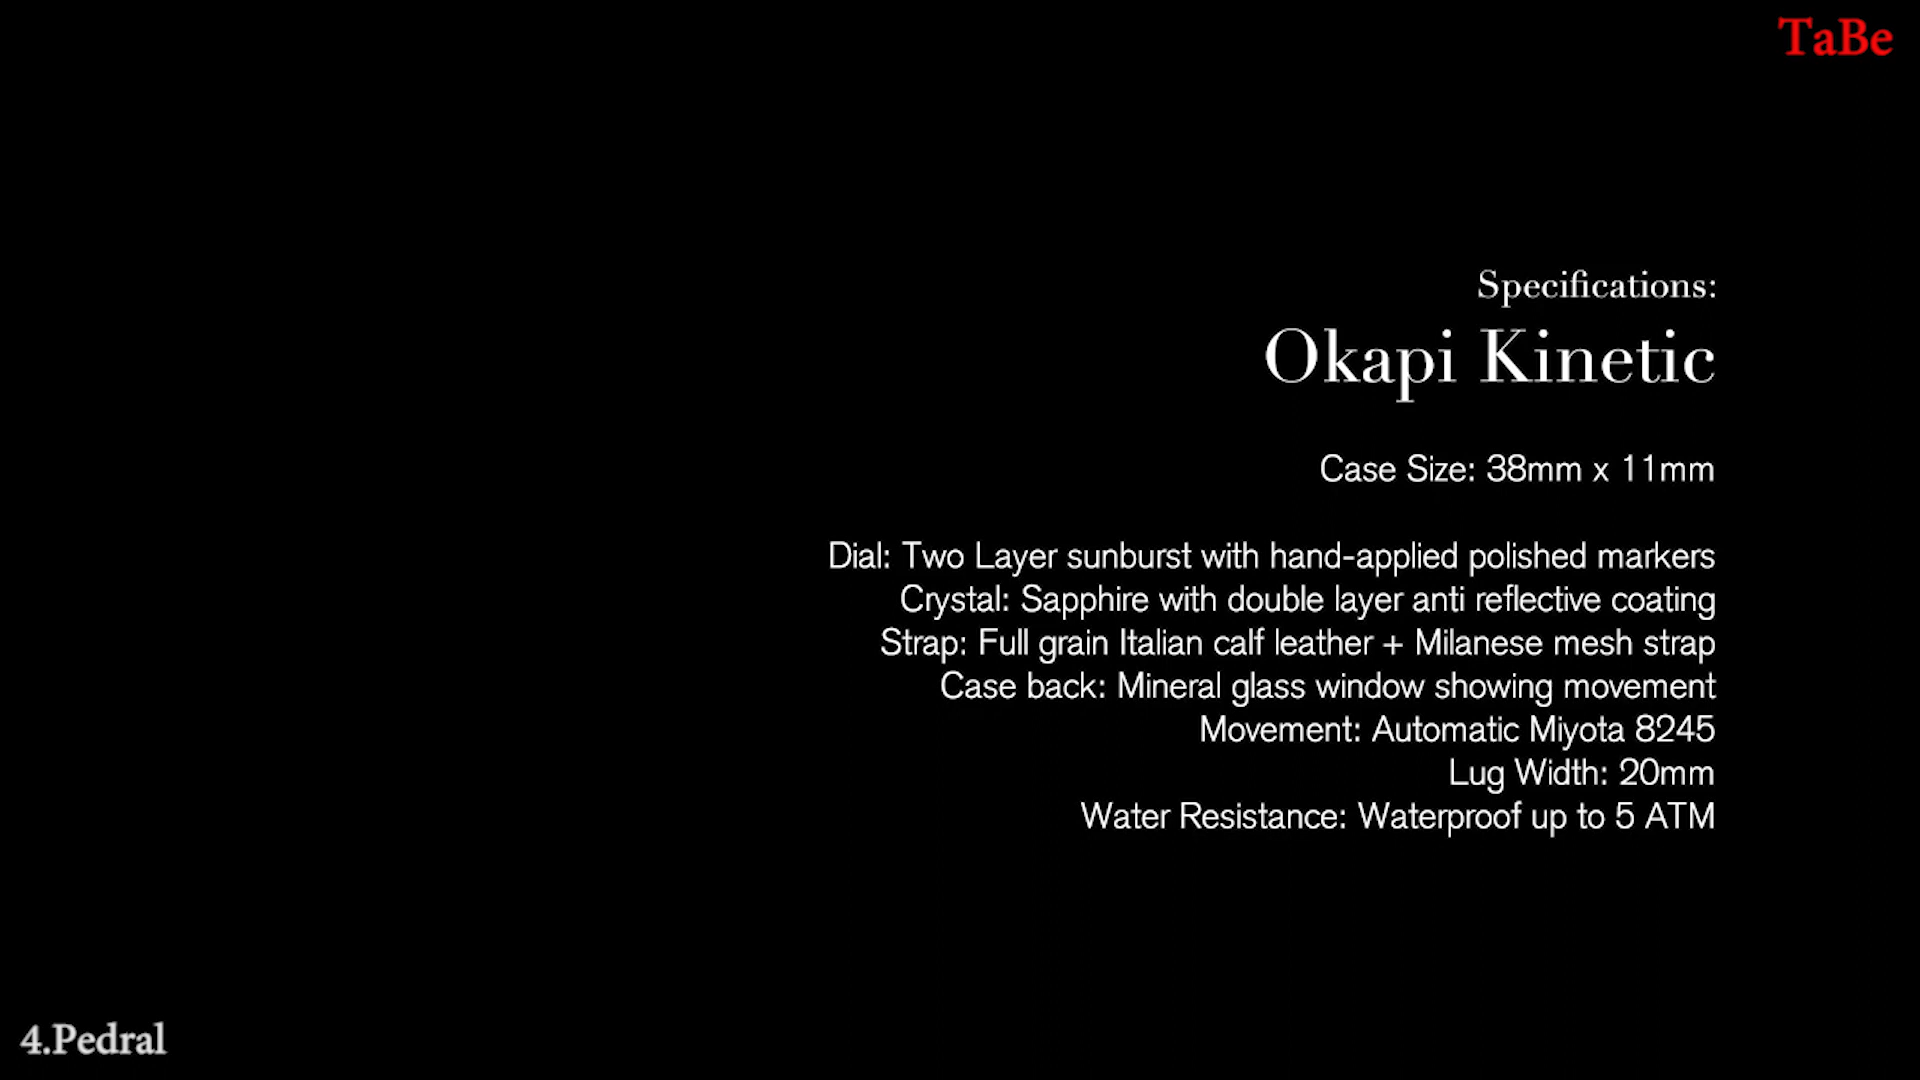 TaBe
Specifications:
Okapi Kinetic
Case Size: 38mm x 11mm
Dial: Two Layer sunburst with hand-applied polished markers
Crystal: Sapphire with double layer anti reflective coating
Strap: Full grain Italian calf leather + Milanese mesh strap
Case back: Mineral glass window showing movement
Movement: Automatic Miyota 8245
Lug Width: 20mm
Water Resistance: Waterproof up to 5 ATM
4.Pedral